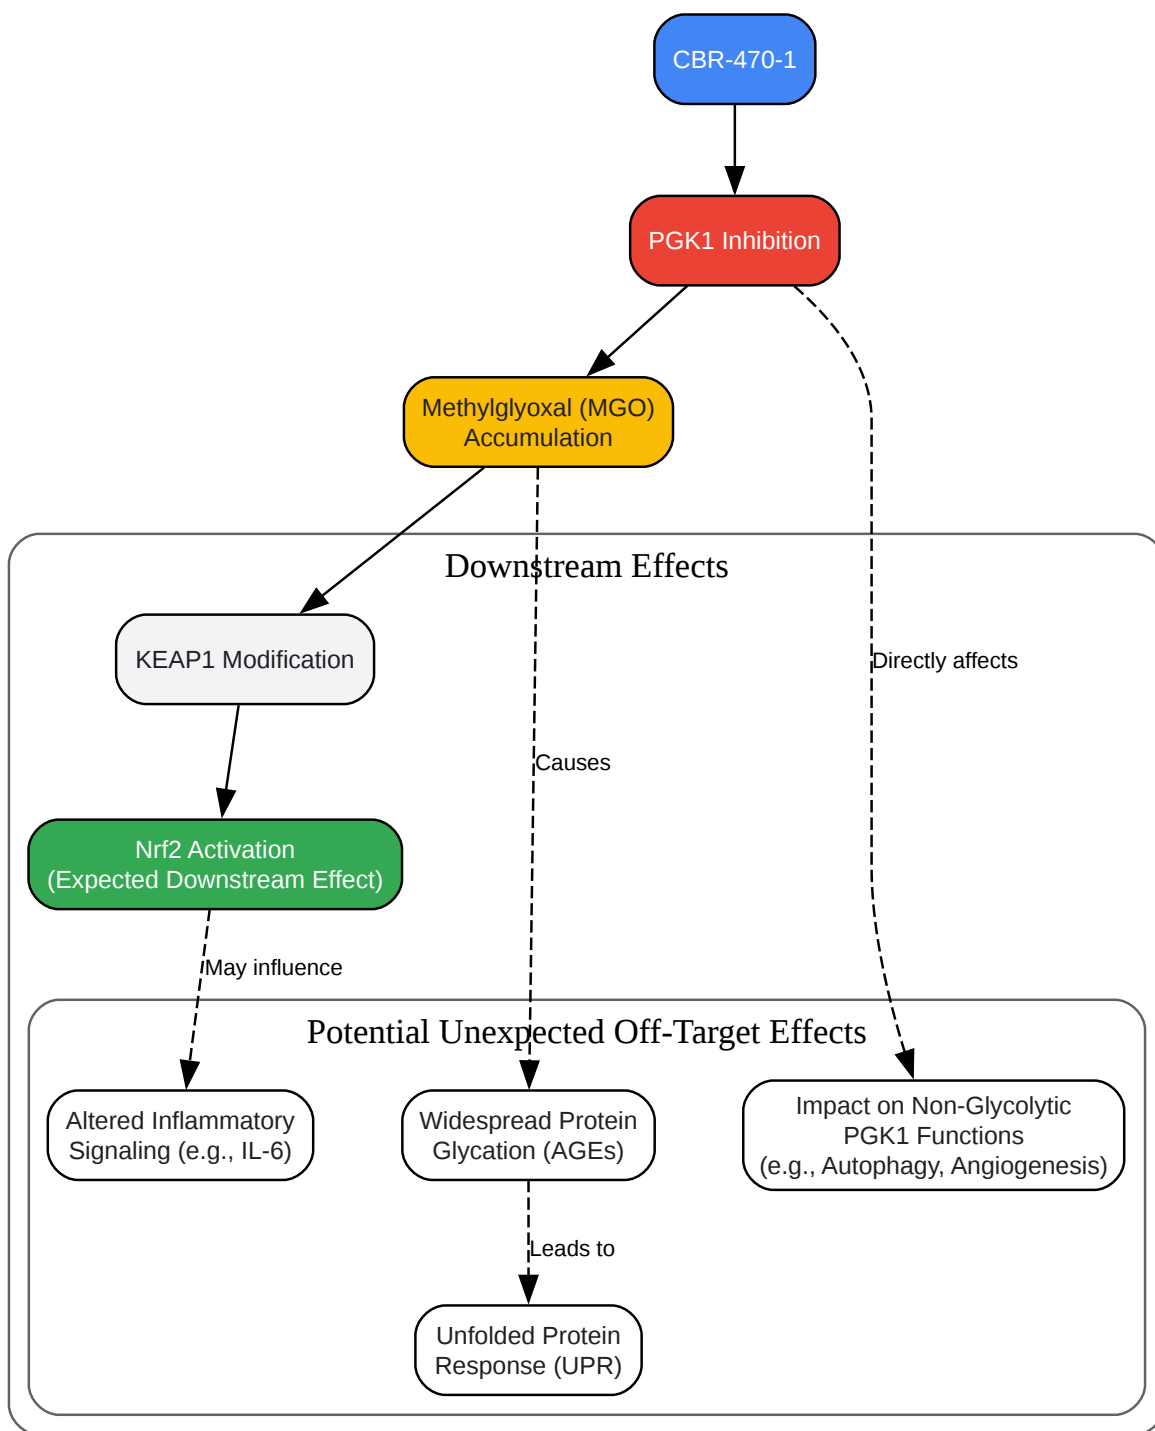 CBR-470-1
PGK1 Inhibition
Methylglyoxal (MGO)
Accumulation
Downstream Effects
KEAP1 Modification
Directly affects
Causes
Nrf2 Activation
(Expected Downstream Effect)
May influence
Potential Unexpected Off-Target Effects
Altered Inflammatory
Signaling (e.g., IL-6)
Widespread Protein
Glycation (AGEs)
Impact on Non-Glycolytic
PGK1 Functions
(e.g., Autophagy, Angiogenesis)
Leads to
Unfolded Protein
Response (UPR)